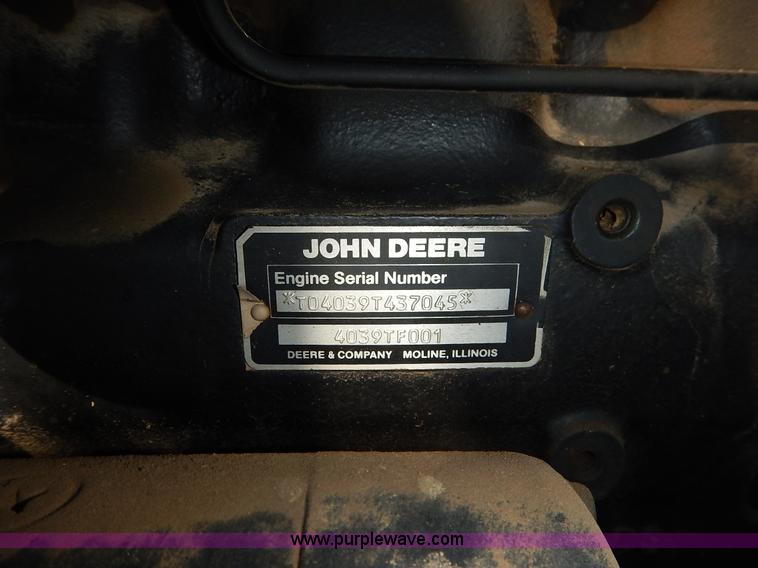 JOHN DEERE
Engine Serial Number
*T04039T437045*
4039TF001
DEERE & COMPANY MOLINE, ILLINOIS
www.purplewave.com